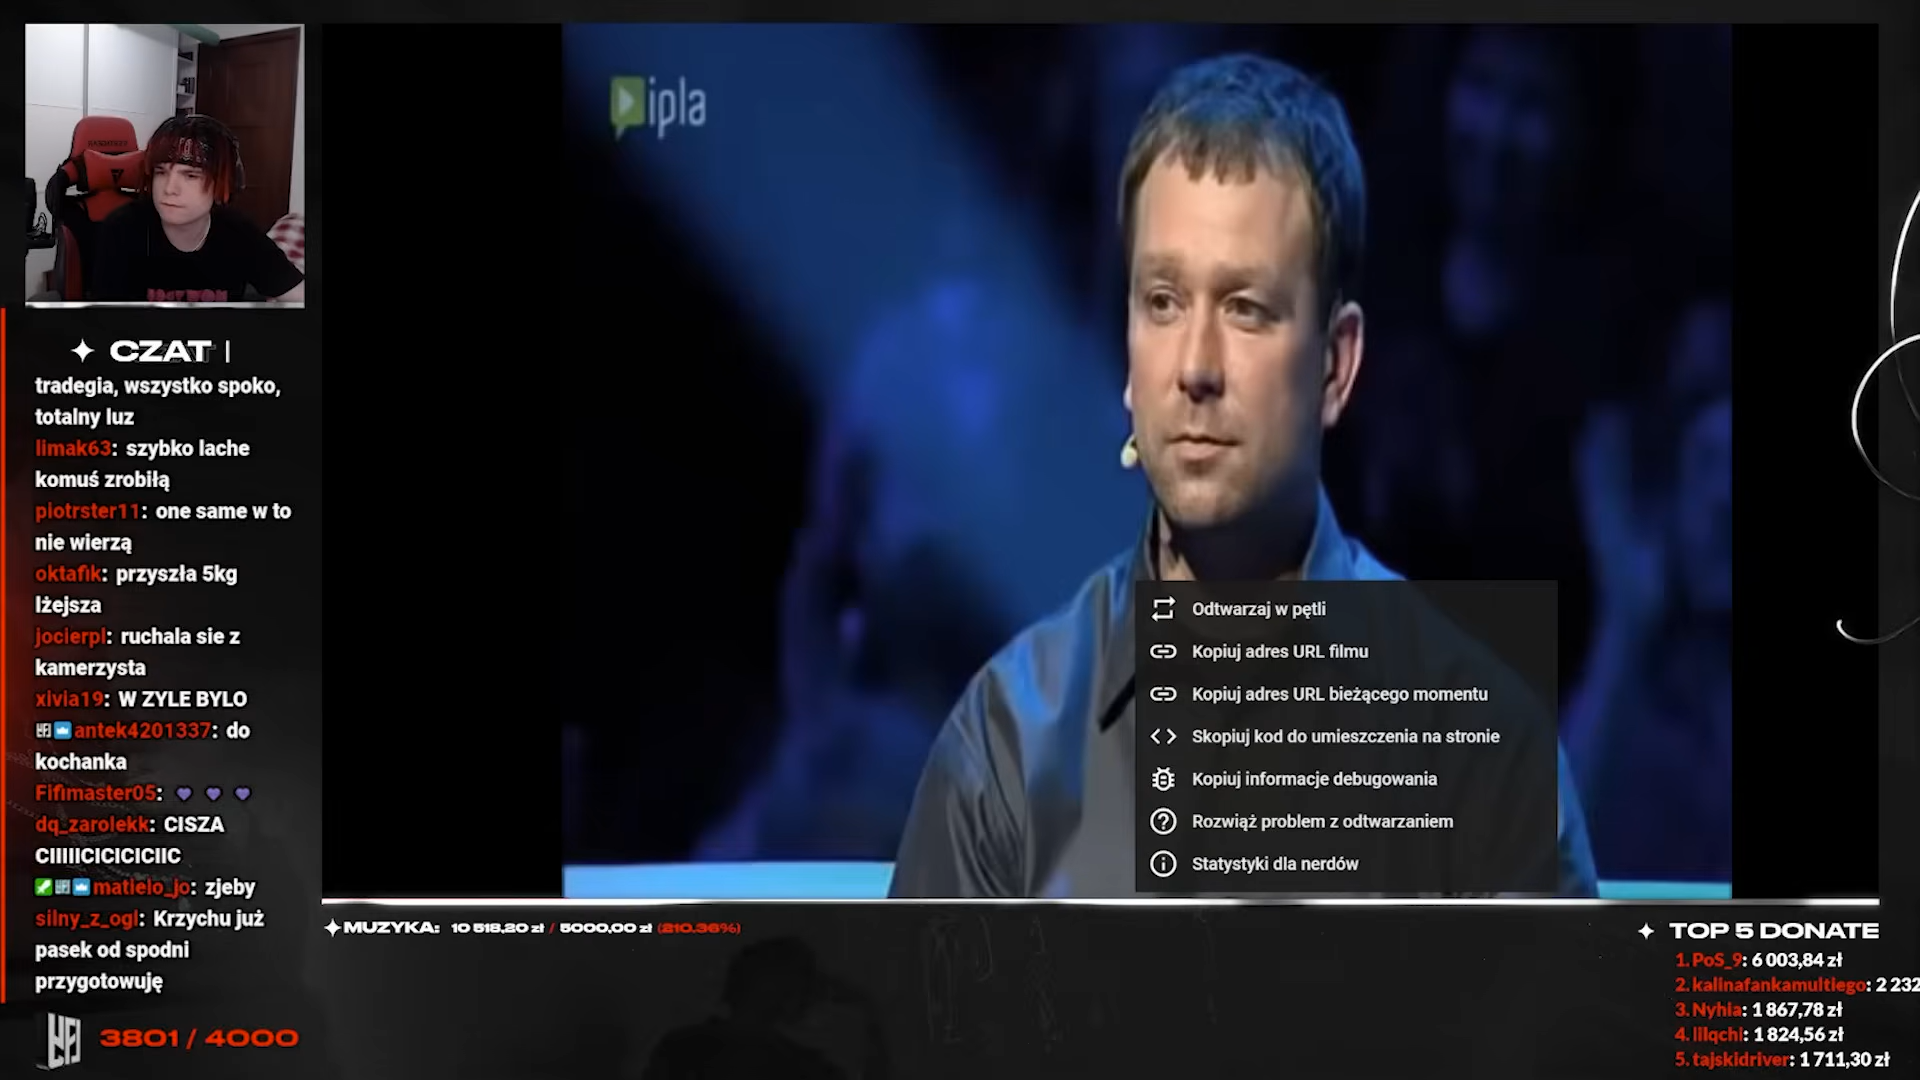 ipla
CZAT |
tradegia, wszystko spoko,
totalny luz
limak63: szybko lache
komuś zrobiłą
piotrster11: one same w to
nie wierzą
oktafik: przyszła 5kg
lżejsza
jocierpl: ruchala sie z
kamerzysta
xivia19: W ZYLE BYLO
antek4201337: do
kochanka
Fifimaster05: 💜 💜 💜
dq_zarolekk: CISZA
CIIIIICICICICIIC
matielo_jo: zjeby
silny_z_ogl: Krzychu już
pasek od spodni
przygotowuję
3801 / 4000
Odtwarzaj w pętli
Kopiuj adres URL filmu
Kopiuj adres URL bieżącego momentu
Skopiuj kod do umieszczenia na stronie
Kopiuj informacje debugowania
Rozwiąż problem z odtwarzaniem
Statystyki dla nerdów
MUZYKA: 10 518,20 zł / 5000,00 zł (210.36%)
TOP 5 DONATE
1. PoS_9: 6 003,84 zł
2. kalinafankamultiego: 2 232
3. Nyhia: 1 867,78 zł
4. : 1 824,56 zł
5. tajskidriver: 1 711,30 zł